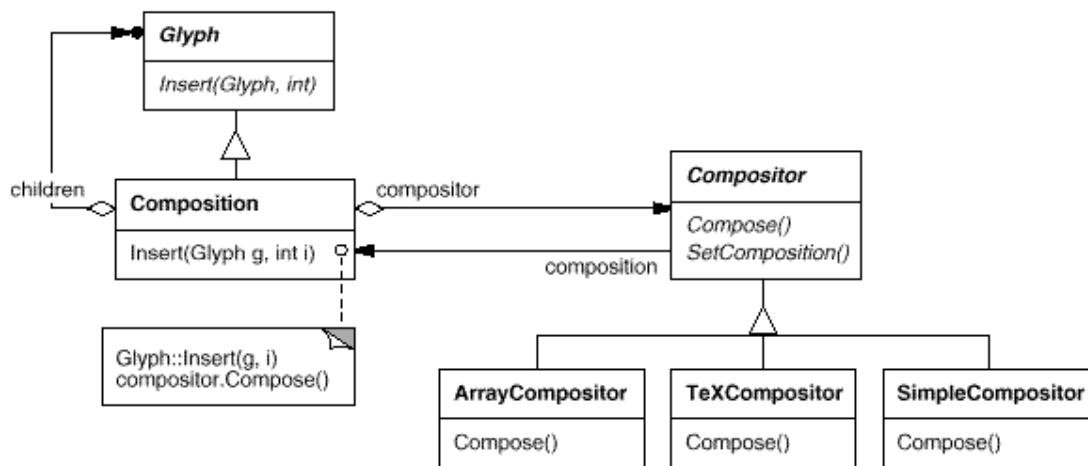 Glyph
Insert(Glyph, int)
children
Composition
Insert(Glyph g, int i)
compositor
composition
Compositor
Compose()
SetComposition()
Glyph::Insert(g, i)
compositor.Compose()
ArrayCompositor
Compose()
TeXCompositor
Compose()
SimpleCompositor
Compose()